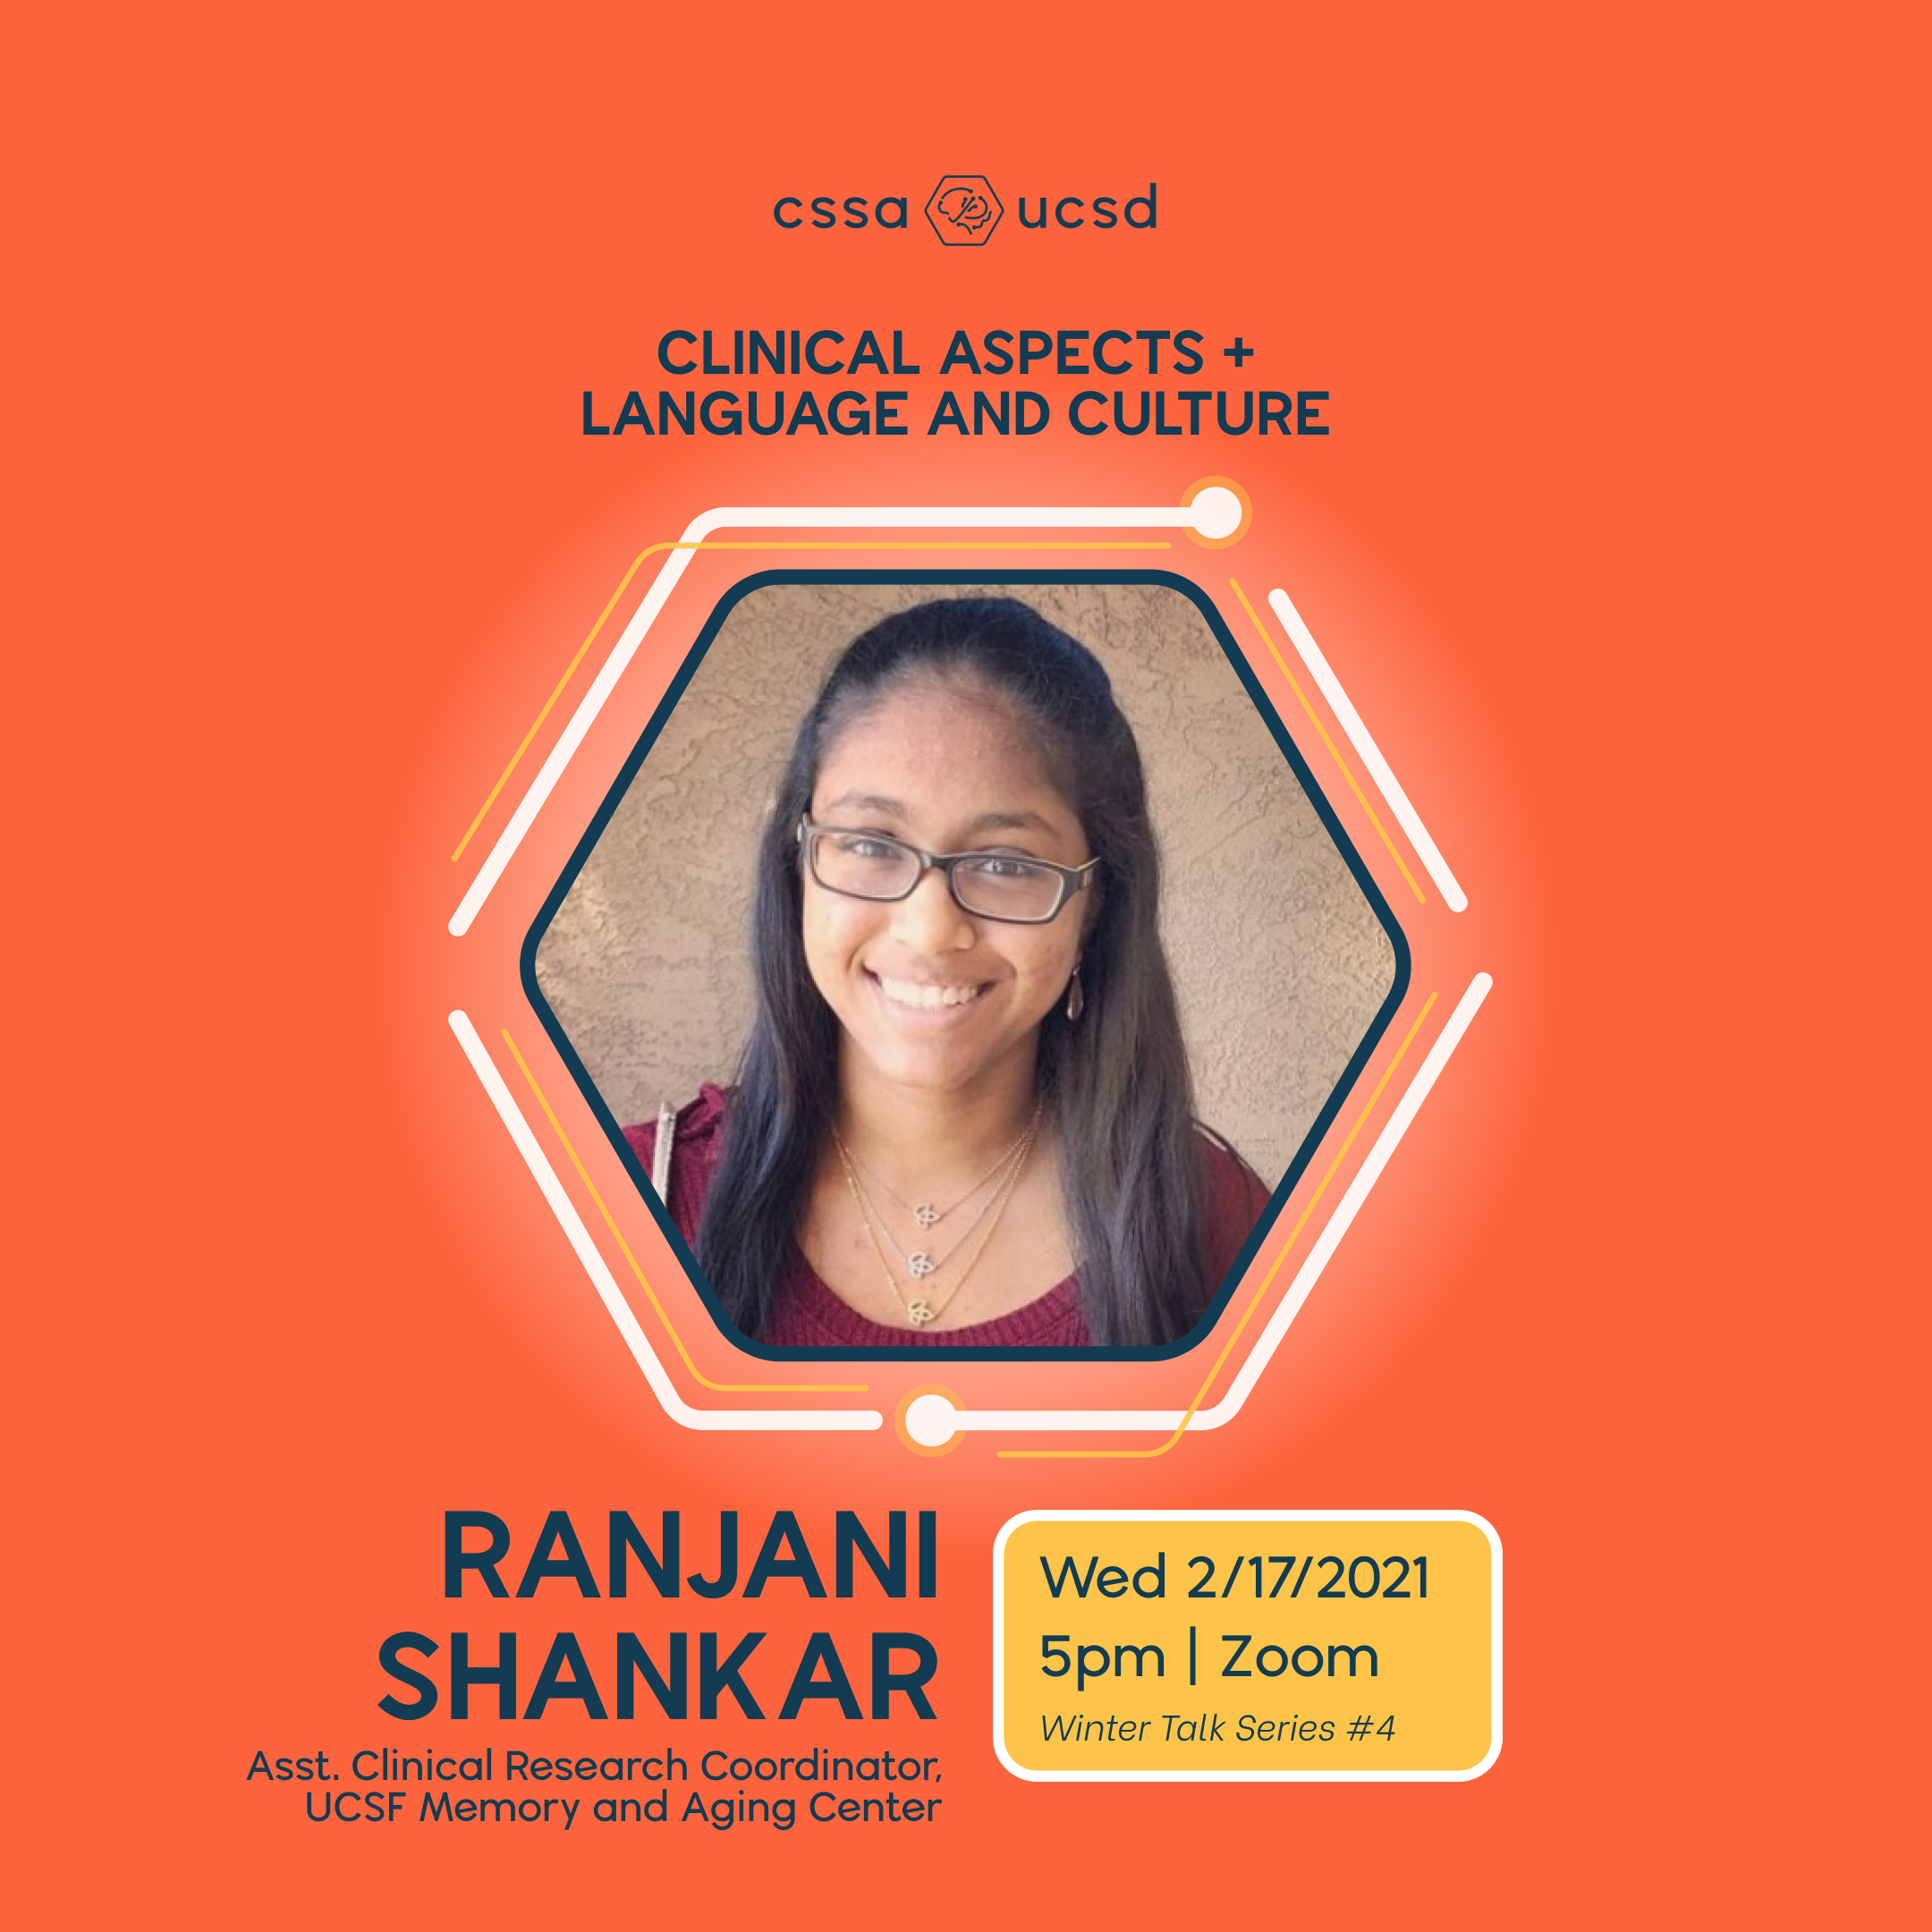 cssa ucsd
CLINICAL ASPECTS +
LANGUAGE AND CULTURE
RANJANI
SHANKAR
Asst. Clinical Research Coordinator,
UCSF Memory and Aging Center
Wed 2/17/2021
5pm | Zoom
Winter Talk Series #4